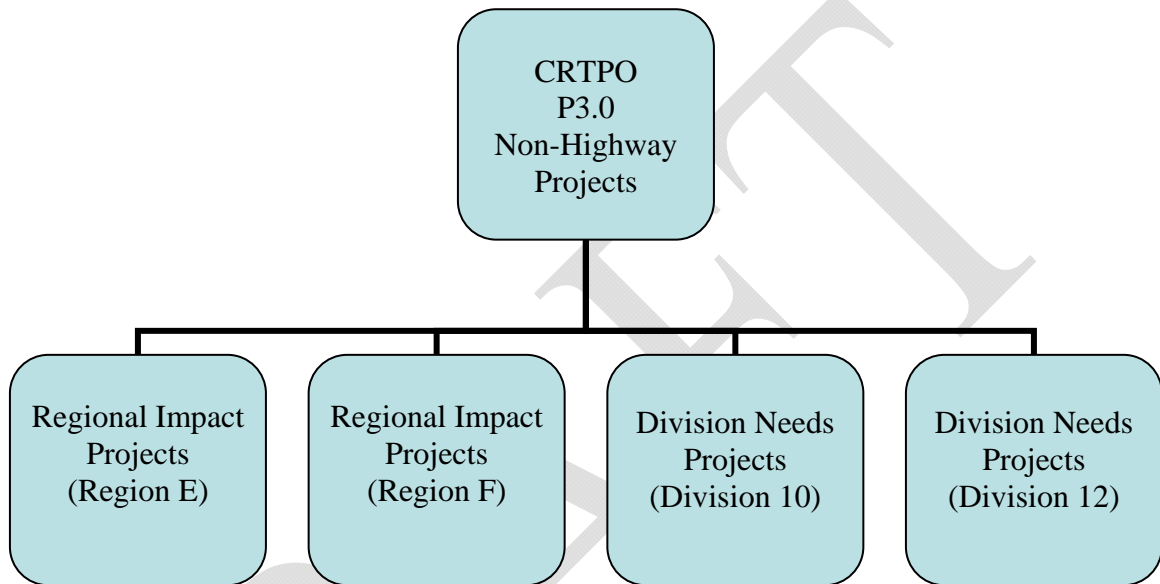 CRTPO
P3.0
Non-Highway
Projects
Regional Impact
Projects
(Region E)
Regional Impact
Projects
(Region F)
Division Needs
Projects
(Division 10)
Division Needs
Projects
(Division 12)